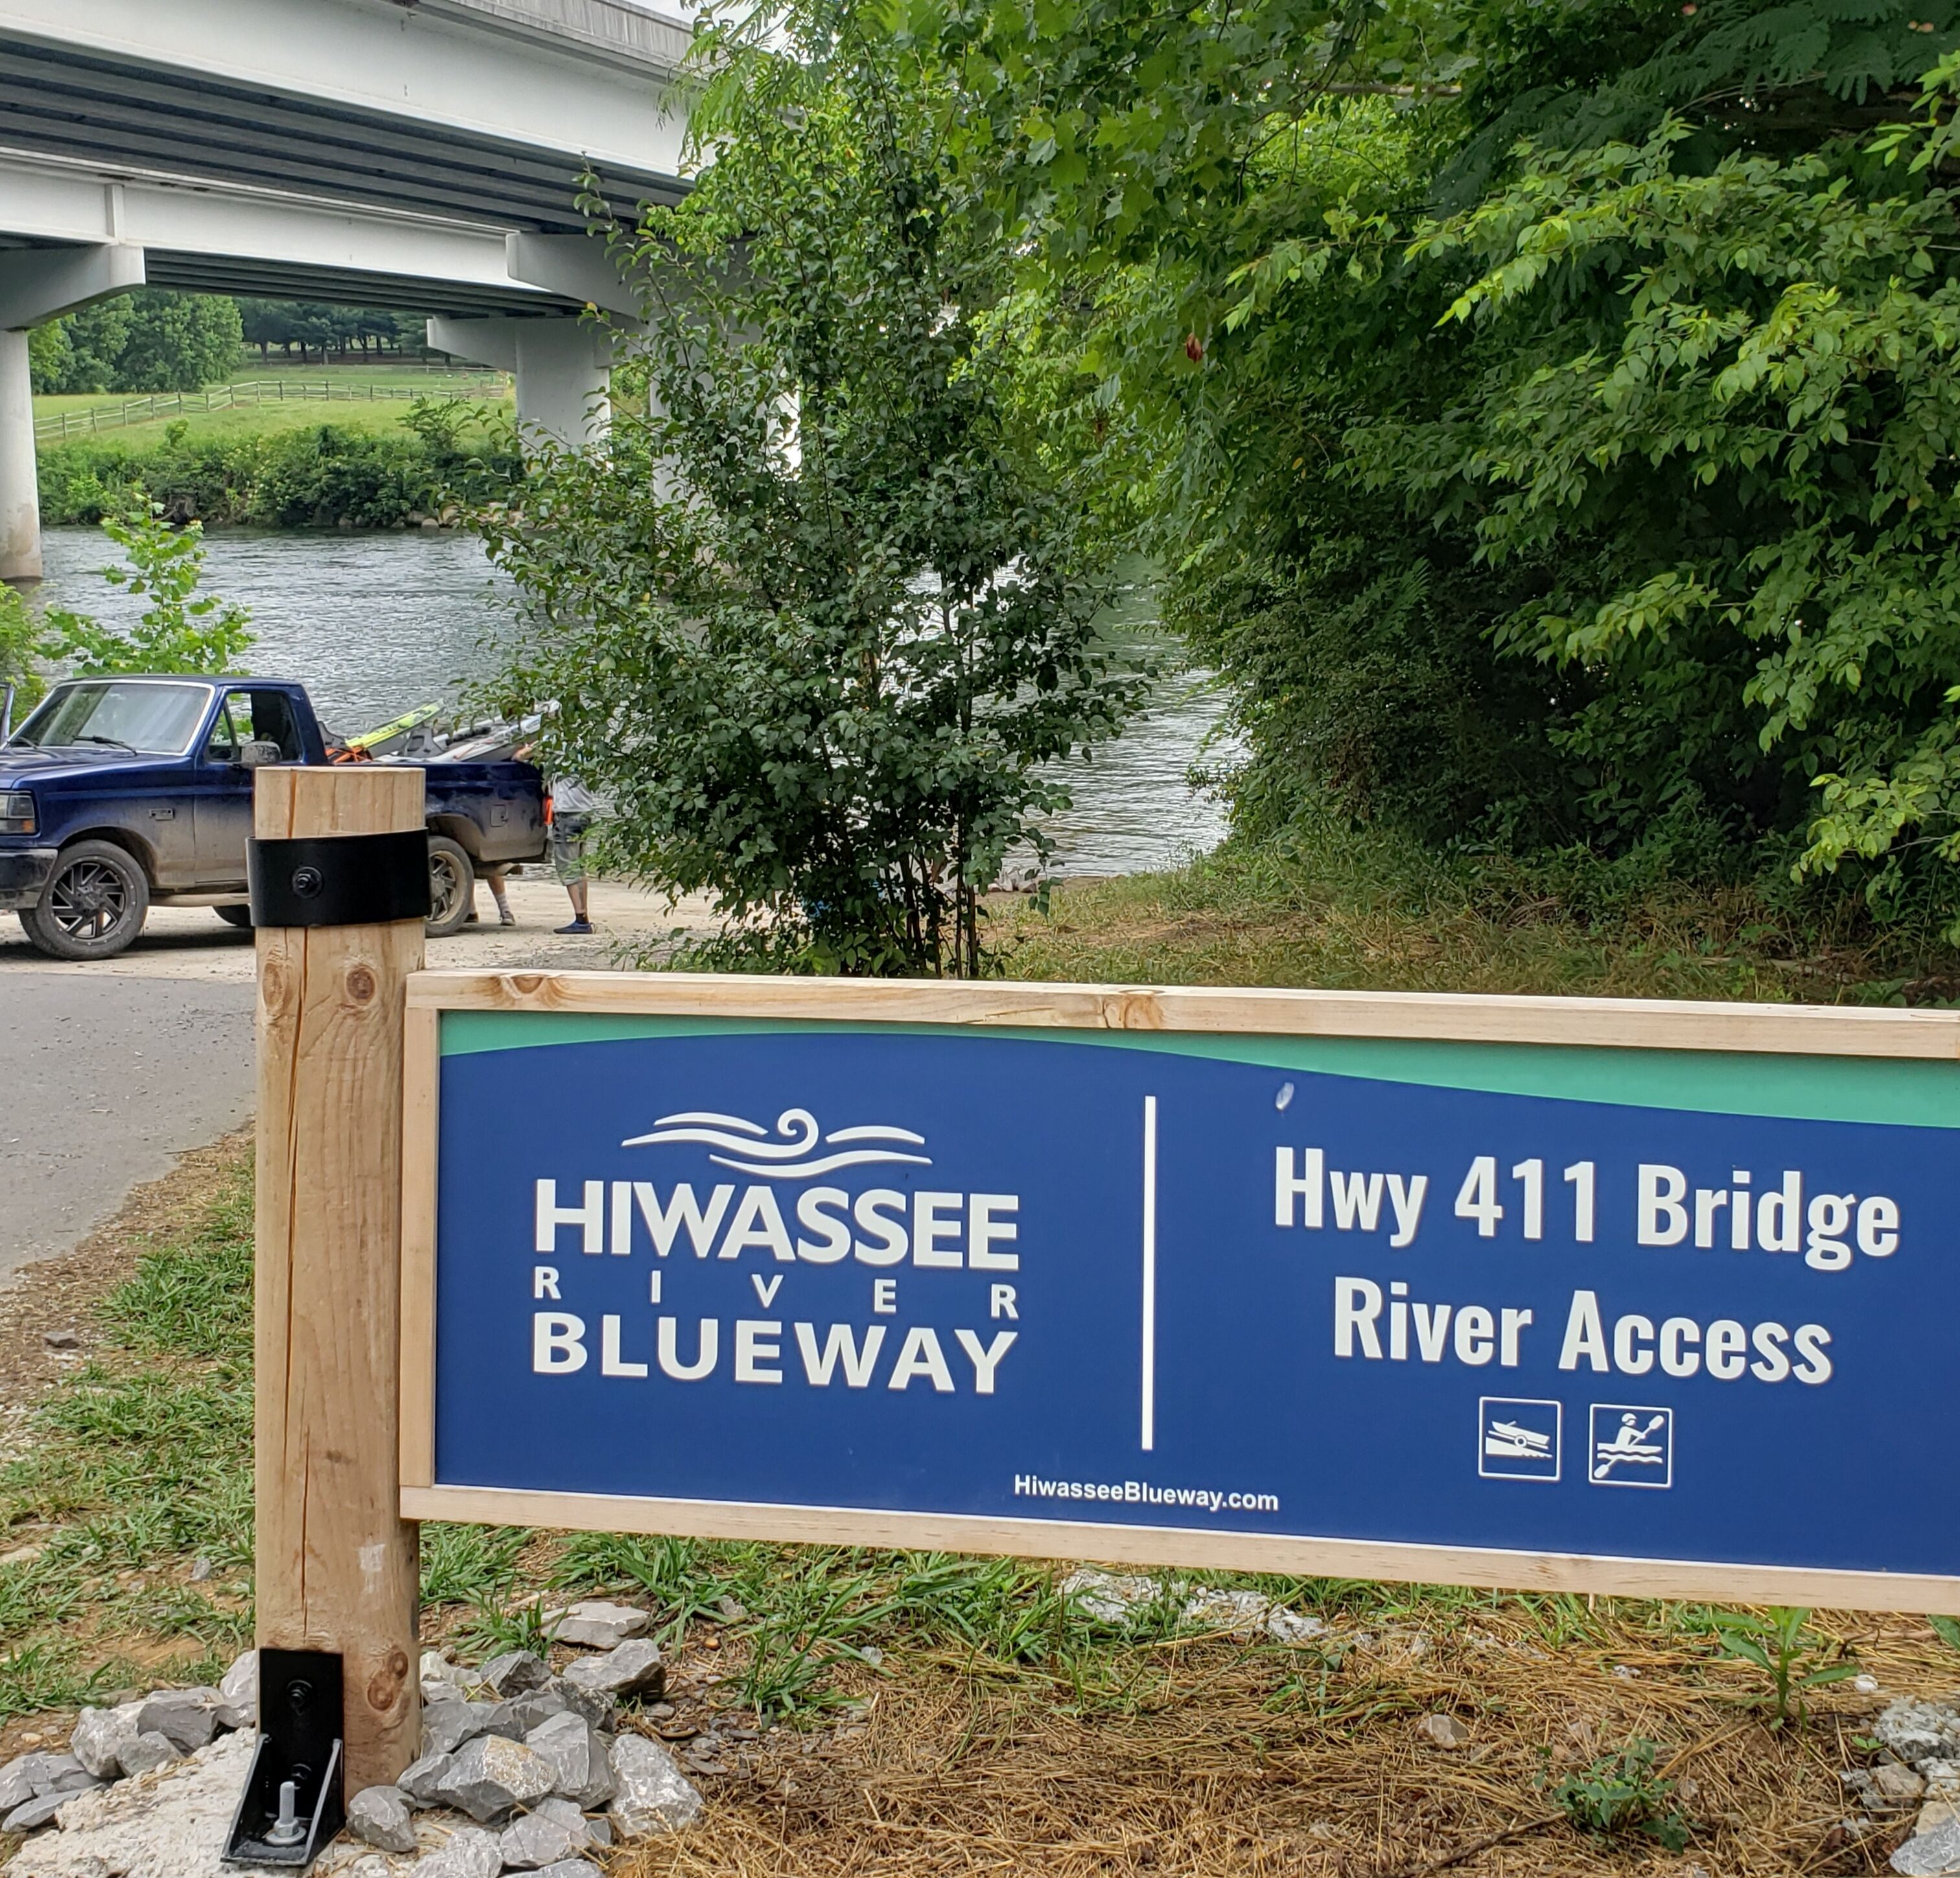 HIWASSEE
RIVER
BLUEWAY
Hwy 411 Bridge
River Access
HiwasseeBlueway.com